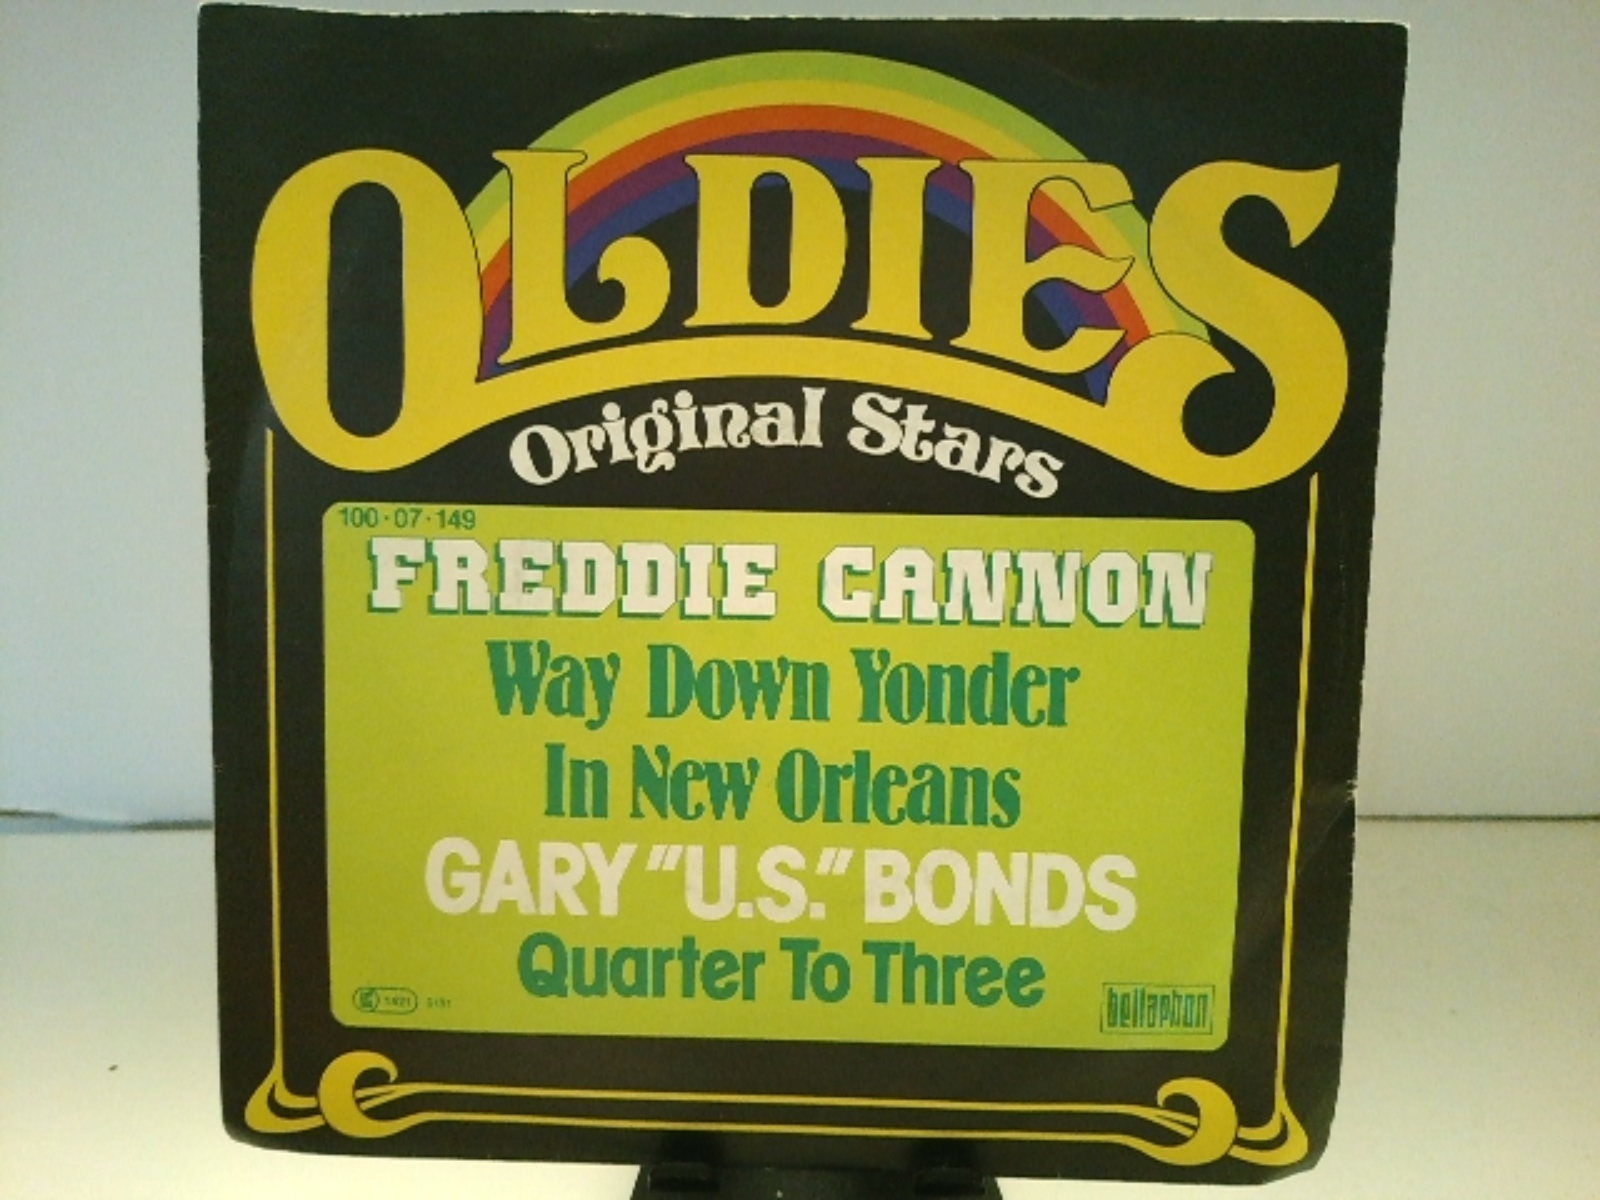 OLDIES
Original Stars
100·07·149
FREDDIE CANNON
Way Down Yonder
In New Orleans
GARY "U.S." BONDS
Quarter To Three
bellaphon